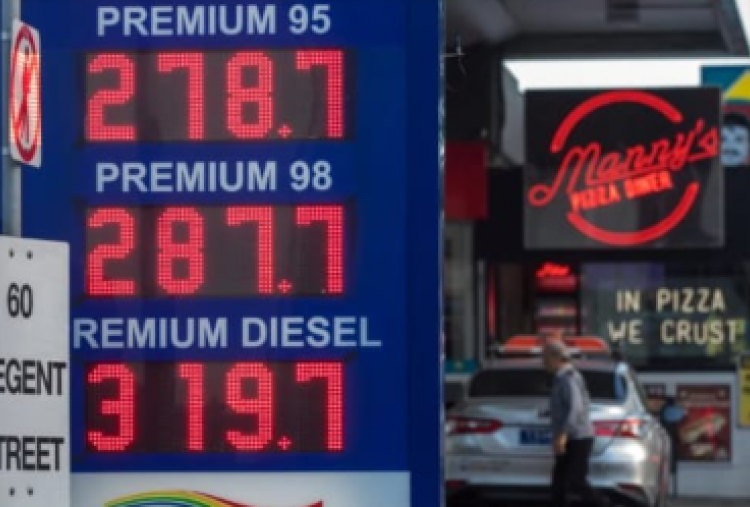 PREMIUM 95
278.7
PREMIUM 98
287.7
REMIUM DIESEL
319.7
60
EGENT
TREET
Manny's
PIZZA DINER
IN PIZZA
WE CRUST